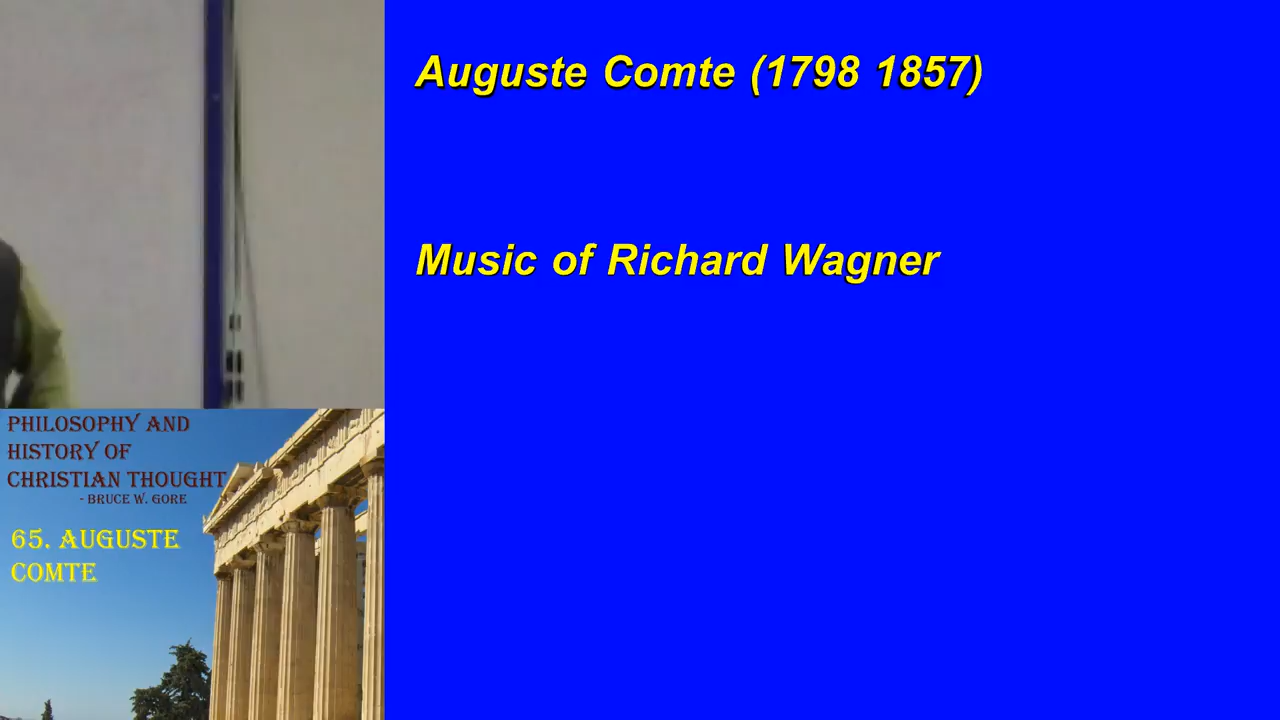 Auguste Comte (1798 1857)
Music of Richard Wagner
PHILOSOPHY AND
HISTORY OF
CHRISTIAN THOUGHT
- BRUCE W. GORE
65. AUGUSTE
COMTE